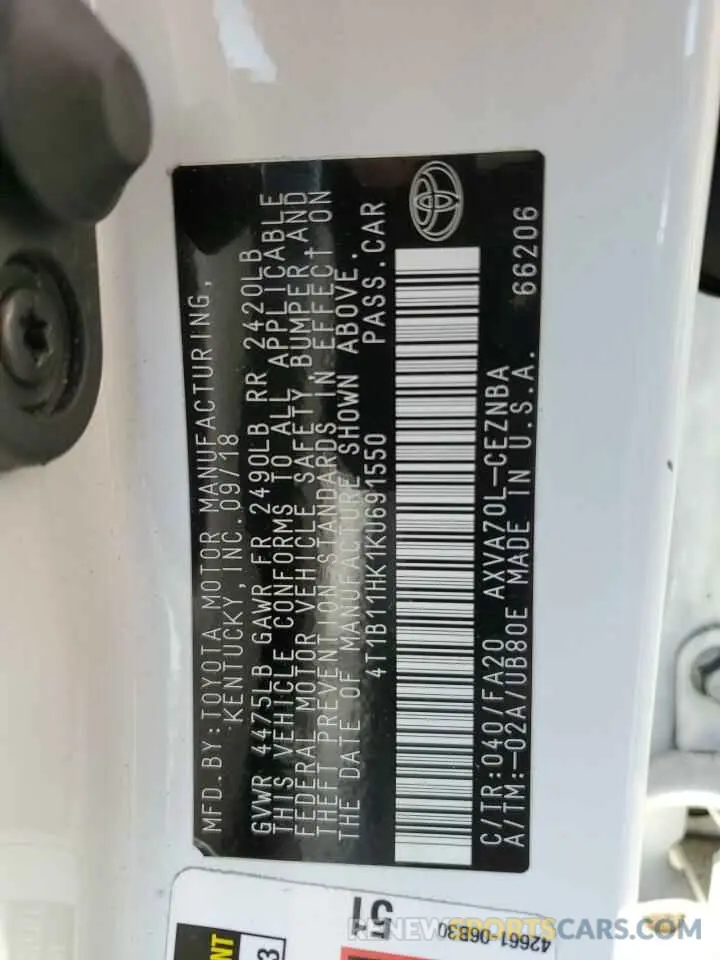 MFD.BY:TOYOTA MOTOR MANUFACTURING,
KENTUCKY, INC. 09/18
GVWR 4475LB GAWR FR 2490LB RR 2420LB
THIS VEHICLE CONFORMS TO ALL APPLICABLE
FEDERAL MOTOR VEHICLE SAFETY, BUMPER, AND
THEFT PREVENTION STANDARDS IN EFFECT ON
THE DATE OF MANUFACTURE SHOWN ABOVE.
4T1B11HK1KU691550 PASS.CAR
C/TR:040/FA20 AXVA70L-CEZNBA
A/TM:-02A/UB80E MADE IN U.S.A. 66206
51
42661-06B30
RENEWSPORTSCARS.COM